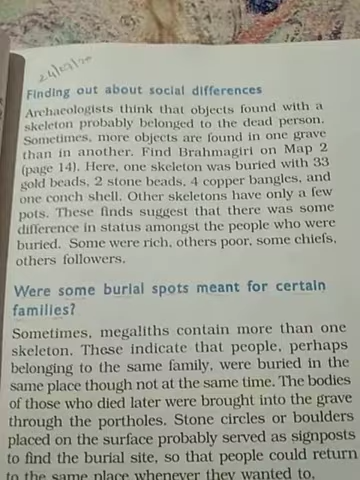 24/07/20
Finding out about social differences
Archaeologists think that objects found with a
skeleton probably belonged to the dead person.
Sometimes, more objects are found in one grave
than in another. Find Brahmagiri on Map 2
(page 14). Here, one skeleton was buried with 33
gold beads, 2 stone beads, 4 copper bangles, and
one conch shell. Other skeletons have only a few
pots. These finds suggest that there was some
difference in status amongst the people who were
buried. Some were rich, others poor, some chiefs,
others followers.
Were some burial spots meant for certain
families?
Sometimes, megaliths contain more than one
skeleton. These indicate that people, perhaps
belonging to the same family, were buried in the
same place though not at the same time. The bodies
of those who died later were brought into the grave
through the portholes. Stone circles or boulders
placed on the surface probably served as signposts
to find the burial site, so that people could return
to the same place whenever they wanted to.